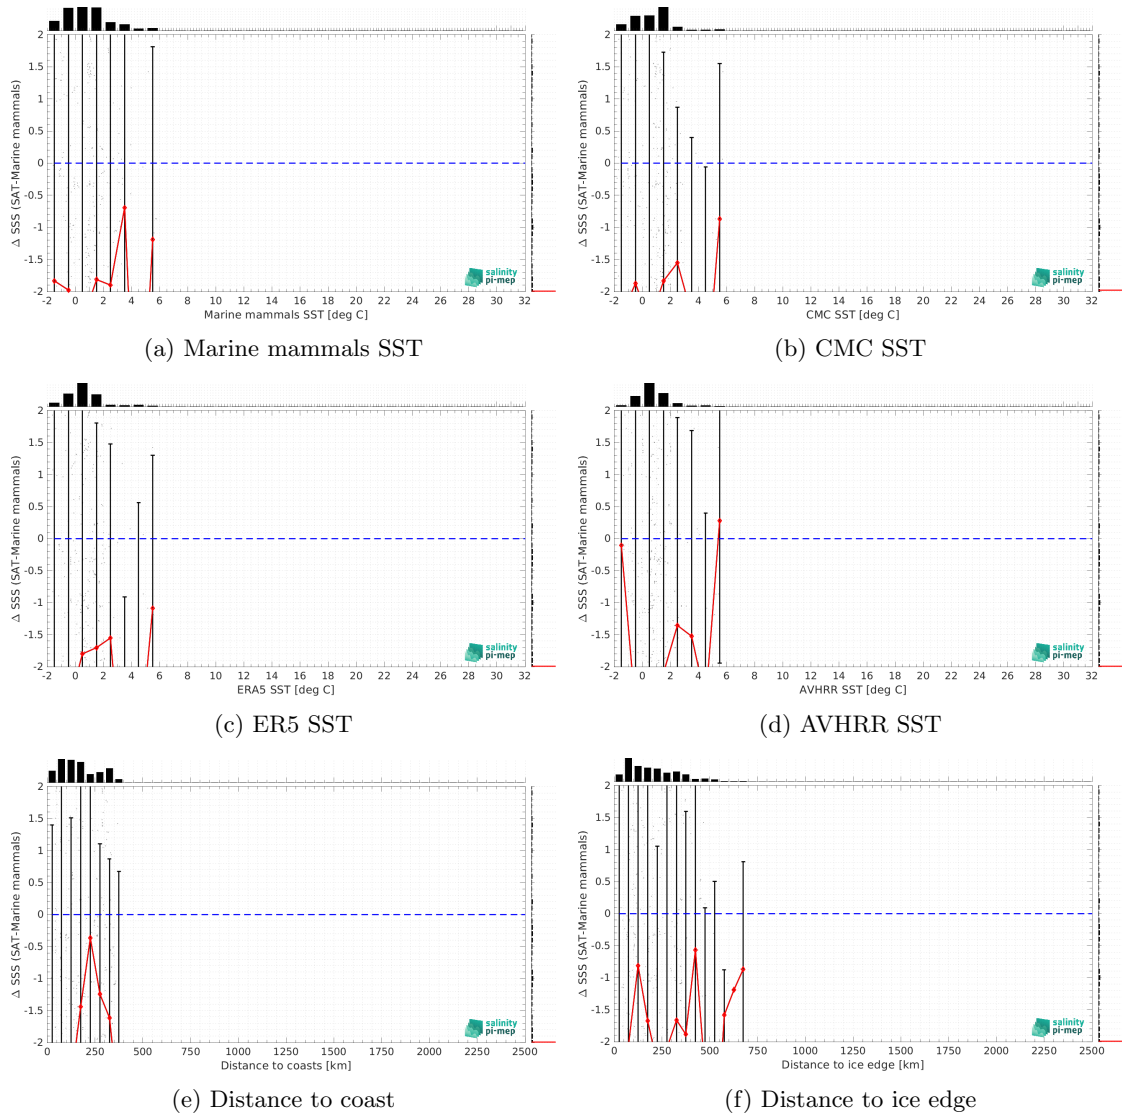 2
1.5
1
0.5
0
-0.5
-1
-1.5
-2
Δ SSS (SAT-Marine mammals)
-2 0 2 4 6 8 10 12 14 16 18 20 22 24 26 28 30 32
Marine mammals SST [deg C]
salinity
pi-mep
(a) Marine mammals SST
2
1.5
1
0.5
0
-0.5
-1
-1.5
-2
Δ SSS (SAT-Marine mammals)
-2 0 2 4 6 8 10 12 14 16 18 20 22 24 26 28 30 32
CMC SST [deg C]
salinity
pi-mep
(b) CMC SST
2
1.5
1
0.5
0
-0.5
-1
-1.5
-2
Δ SSS (SAT-Marine mammals)
-2 0 2 4 6 8 10 12 14 16 18 20 22 24 26 28 30 32
ERA5 SST [deg C]
salinity
pi-mep
(c) ER5 SST
2
1.5
1
0.5
0
-0.5
-1
-1.5
-2
Δ SSS (SAT-Marine mammals)
-2 0 2 4 6 8 10 12 14 16 18 20 22 24 26 28 30 32
AVHRR SST [deg C]
salinity
pi-mep
(d) AVHRR SST
2
1.5
1
0.5
0
-0.5
-1
-1.5
-2
Δ SSS (SAT-Marine mammals)
0 250 500 750 1000 1250 1500 1750 2000 2250 2500
Distance to coasts [km]
salinity
pi-mep
(e) Distance to coast
2
1.5
1
0.5
0
-0.5
-1
-1.5
-2
Δ SSS (SAT-Marine mammals)
0 250 500 750 1000 1250 1500 1750 2000 2250 2500
Distance to ice edge [km]
salinity
pi-mep
(f) Distance to ice edge